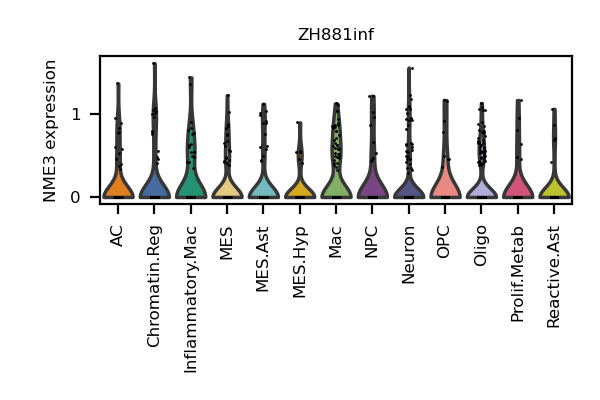 ZH881inf
NME3 expression
1
0
AC
Chromatin.Reg
Inflammatory.Mac
MES
MES.Ast
MES.Hyp
Mac
NPC
Neuron
OPC
Oligo
Prolif.Metab
Reactive.Ast